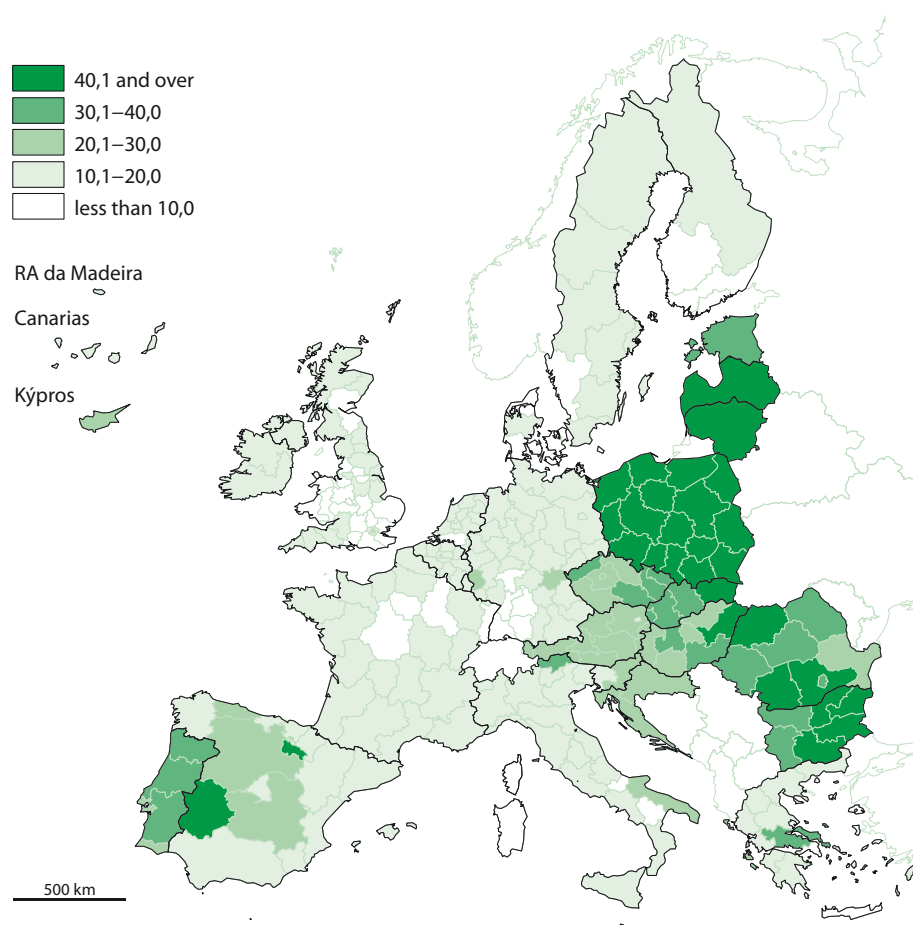 40,1 and over
30,1−40,0
20,1−30,0
10,1−20,0
less than 10,0
RA da Madeira
Canarias
Kýpros
500 km